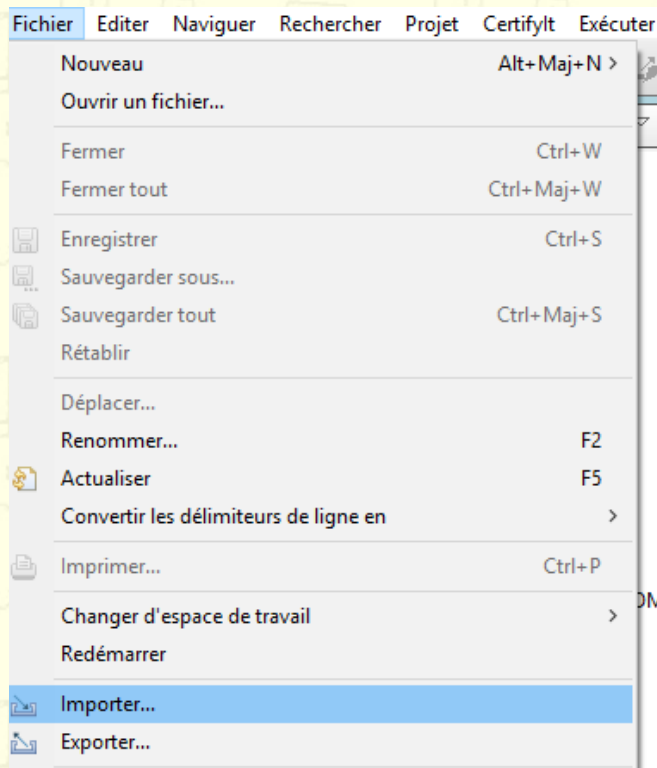 Fichier Editer Naviguer Rechercher Projet CertifyIt Exécuter
Nouveau Alt+Maj+N >
Ouvrir un fichier...
Fermer Ctrl+W
Fermer tout Ctrl+Maj+W
Enregistrer Ctrl+S
Sauvegarder sous...
Sauvegarder tout Ctrl+Maj+S
Rétablir
Déplacer...
Renommer... F2
Actualiser F5
Convertir les délimiteurs de ligne en >
Imprimer... Ctrl+P
Changer d'espace de travail >
Redémarrer
Importer...
Exporter...